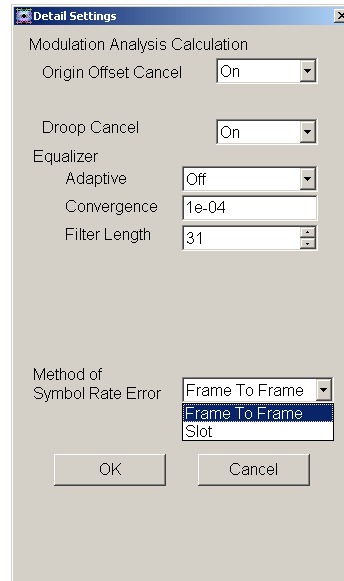 Detail Settings
Modulation Analysis Calculation
Origin Offset Cancel On
Droop Cancel On
Equalizer
Adaptive Off
Convergence 1e-04
Filter Length 31
Method of
Symbol Rate Error Frame To Frame
Frame To Frame
Slot
OK Cancel